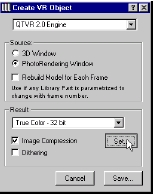 Create VR Object
QTVR 2.0 Engine
Source:
3D Window
PhotoRendering Window
Rebuild Model for Each Frame
Use if any Library Part is parametrized to change with frame number.
Result
True Color - 32 bit
Image Compression
Set...
Dithering
Cancel
Save...